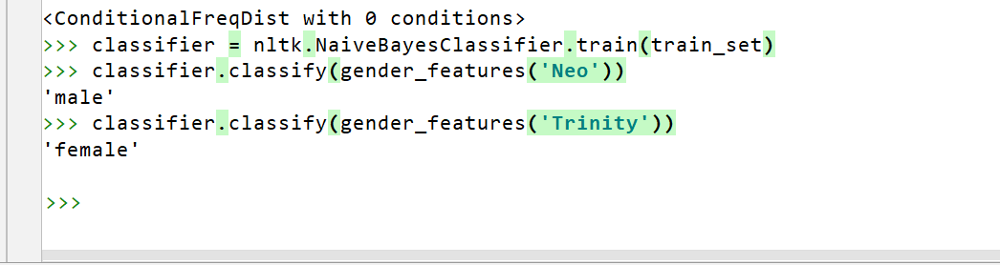 <ConditionalFreqDist with 0 conditions>
>>> classifier = nltk.NaiveBayesClassifier.train(train_set)
>>> classifier.classify(gender_features('Neo'))
'male'
>>> classifier.classify(gender_features('Trinity'))
'female'
>>>